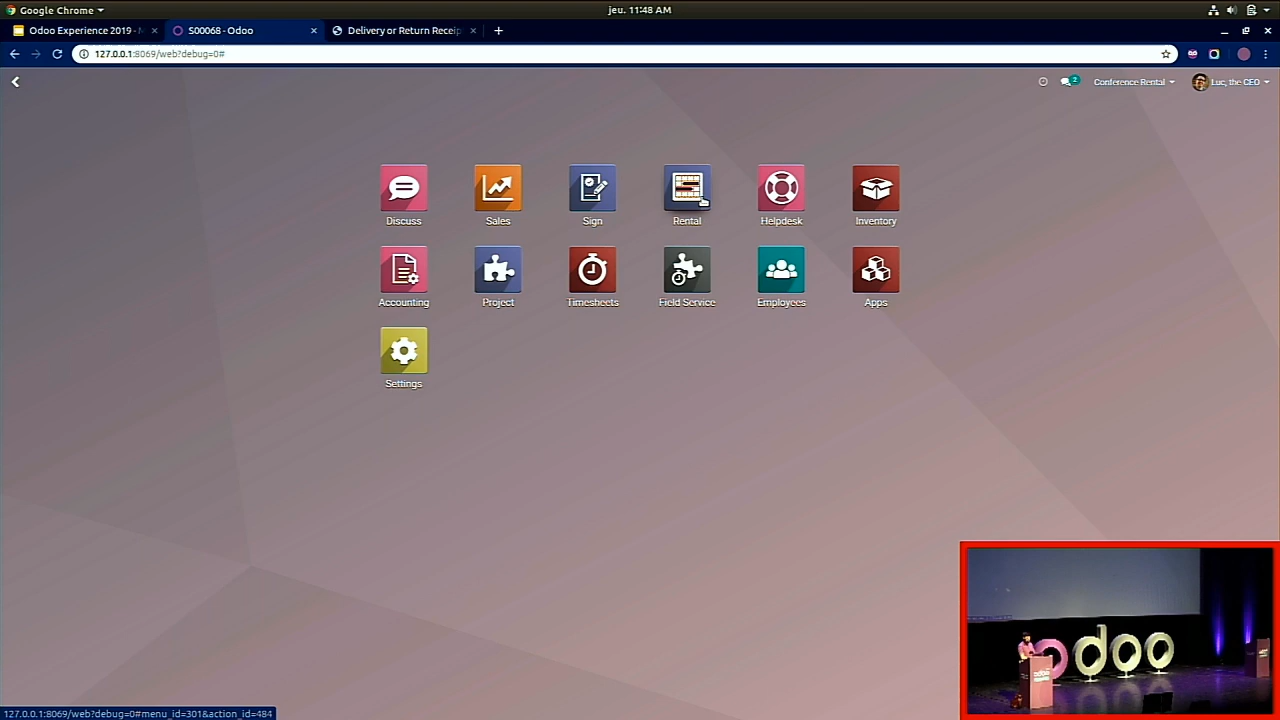 Google Chrome
jeu. 11:48 AM
Odoo Experience 2019 -
S00068 - Odoo
Delivery or Return Receip
127.0.0.1:8069/web?debug=0#
2
Conference Rental
Luc, the CEO
Discuss
Sales
Sign
Rental
Helpdesk
Inventory
Accounting
Project
Timesheets
Field Service
Employees
Apps
Settings
odoo
127.0.0.1:8069/web?debug=0#menu_id=301&action_id=484